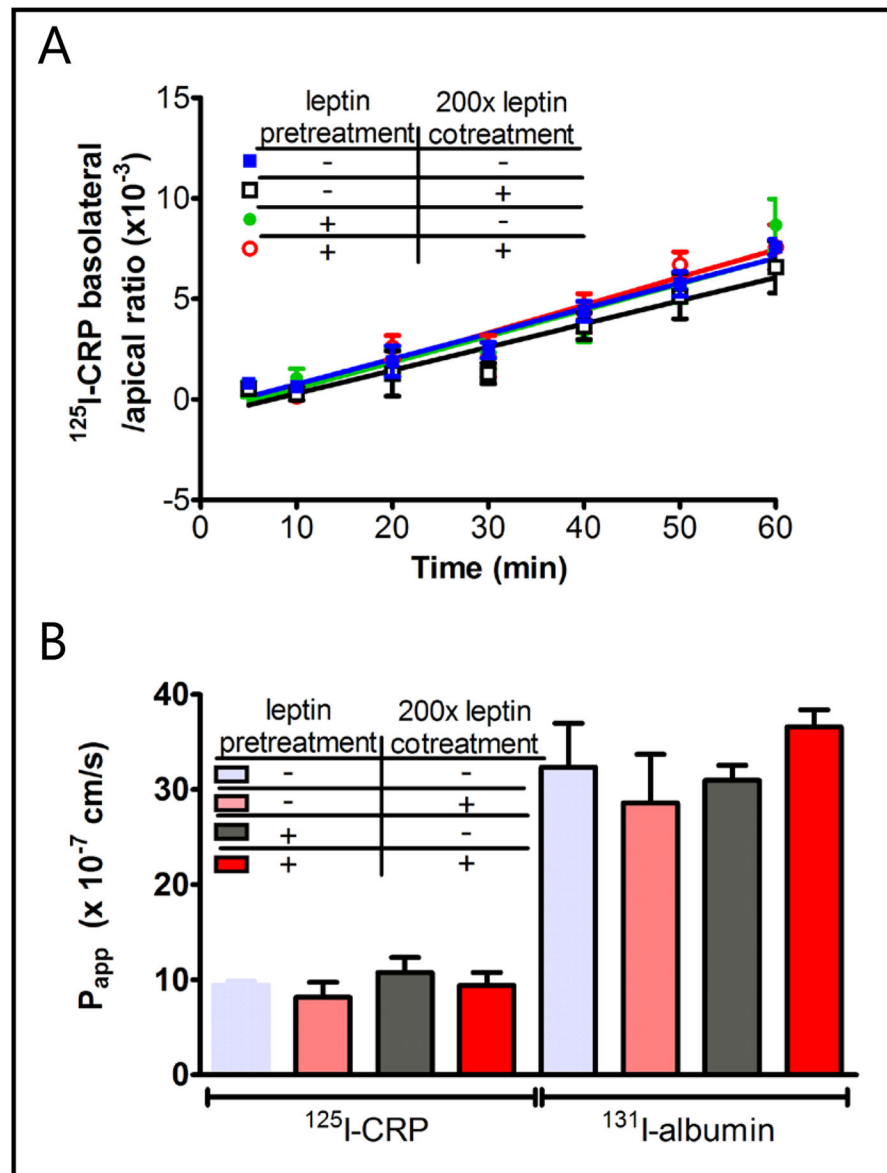 A
15
10
5
0
-5
¹²⁵I-CRP basolateral
/apical ratio (x10⁻³)
leptin
pretreatment
200x leptin
cotreatment
- -
- +
+ -
+ +
0 10 20 30 40 50 60
Time (min)
B
40
30
20
10
0
Papp (x 10⁻⁷ cm/s)
leptin
pretreatment
200x leptin
cotreatment
- -
- +
+ -
+ +
¹²⁵I-CRP
¹³¹I-albumin